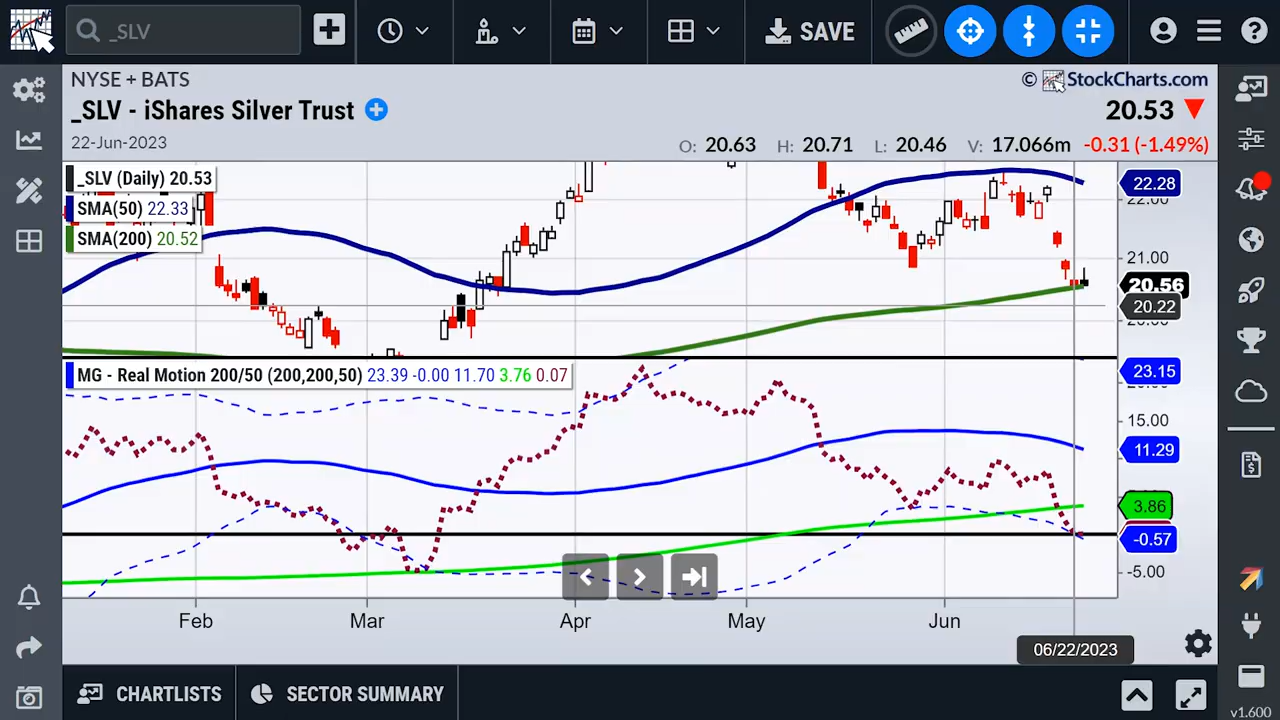 _SLV
SAVE
NYSE + BATS
© StockCharts.com
_SLV - iShares Silver Trust
20.53
22-Jun-2023
O: 20.63 H: 20.71 L: 20.46 V: 17.066m -0.31 (-1.49%)
_SLV (Daily) 20.53
SMA(50) 22.33
SMA(200) 20.52
22.28
22.00
21.00
20.56
20.22
20.00
MG - Real Motion 200/50 (200,200,50) 23.39 -0.00 11.70 3.76 0.07
23.15
15.00
11.29
3.86
-0.57
-5.00
Feb Mar Apr May Jun
06/22/2023
CHARTLISTS
SECTOR SUMMARY
v1.600